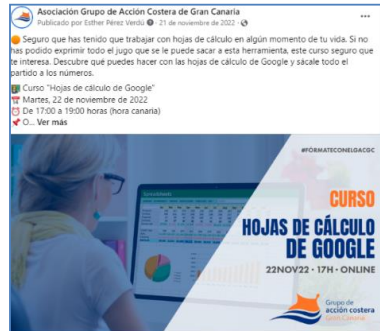 Asociación Grupo de Acción Costera de Gran Canaria
Publicado por Esther Pérez Verdú · 21 de noviembre de 2022 ·
Seguro que has tenido que trabajar con hojas de cálculo en algún momento de tu vida. Si no
has podido exprimir todo el jugo que se le puede sacar a esta herramienta, este curso seguro que
te interesa. Descubre qué puedes hacer con las hojas de cálculo de Google y sácale todo el
partido a los números.
Curso "Hojas de cálculo de Google"
Martes, 22 de noviembre de 2022
De 17:00 a 19:00 horas (hora canaria)
O... Ver más
#FÓRMATECONELGACGC
CURSO
HOJAS DE CÁLCULO
DE GOOGLE
22NOV22 · 17H · ONLINE
Grupo de
acción costera
Gran Canaria